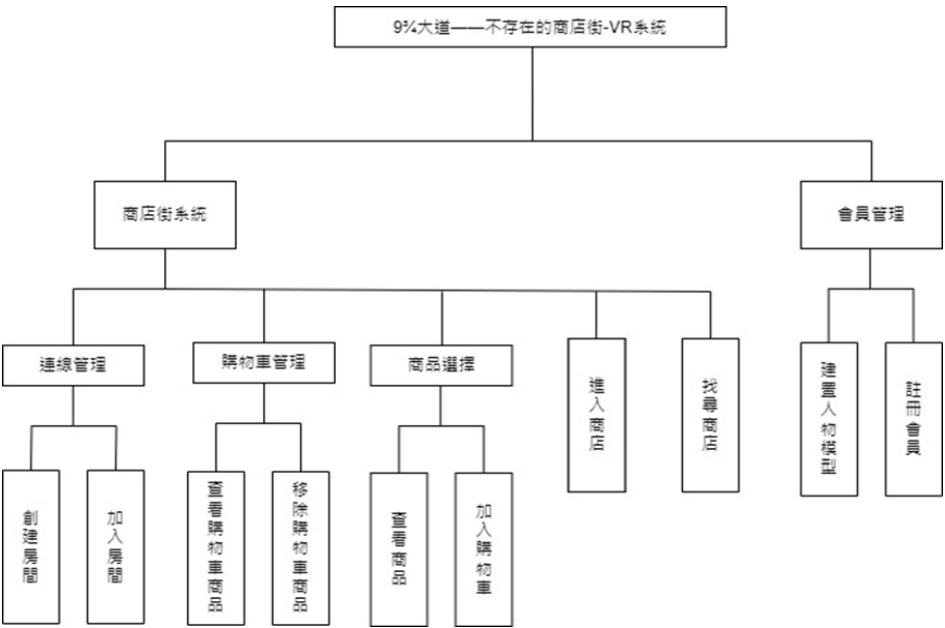 9¾大道——不存在的商店街-VR系統
商店街系統
會員管理
連線管理
購物車管理
商品選擇
進入商店
找尋商店
建置人物模型
註冊會員
創建房間
加入房間
查看購物車商品
移除購物車商品
查看商品
加入購物車